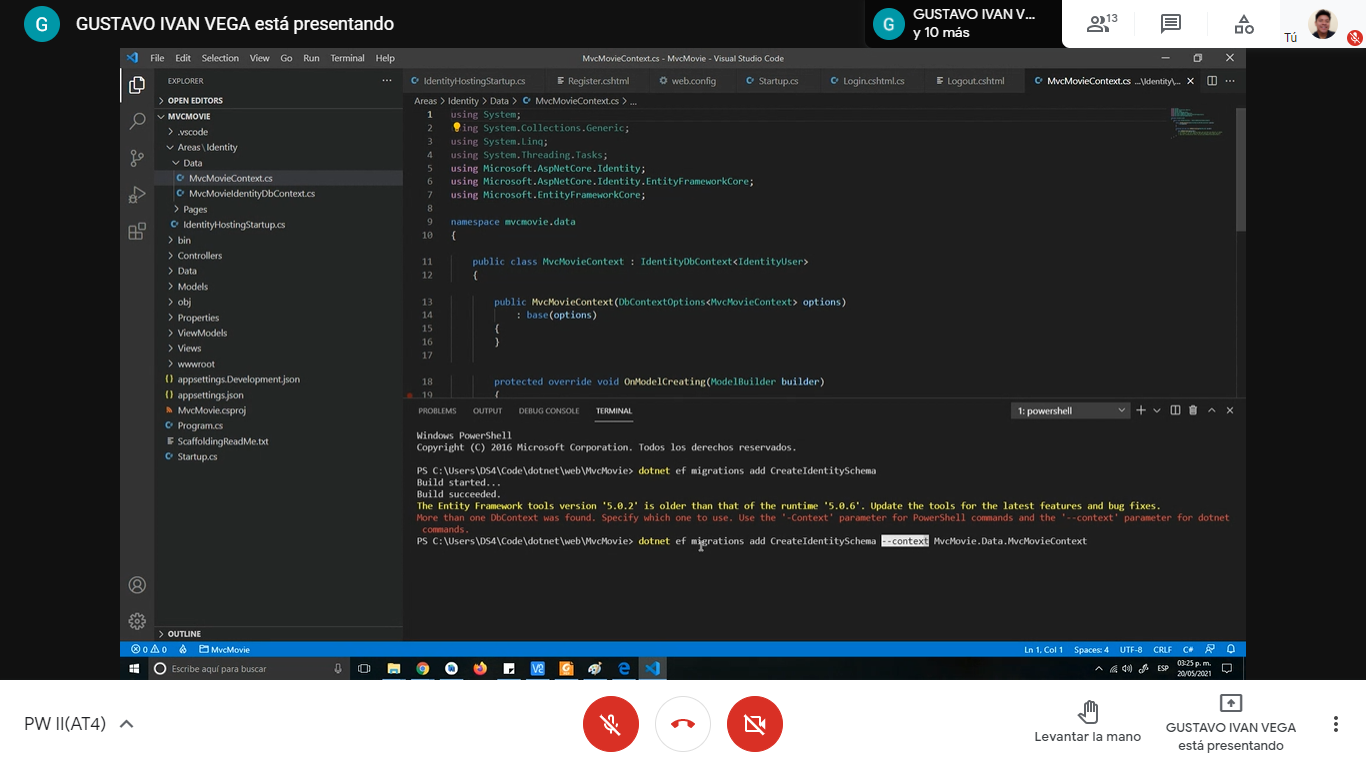 G GUSTAVO IVAN VEGA está presentando
G GUSTAVO IVAN V...
y 10 más
13
Tú
File Edit Selection View Go Run Terminal Help
MvcMovieContext.cs - MvcMovie - Visual Studio Code
EXPLORER ...
OPEN EDITORS
MVCMOVIE
.vscode
Areas \ Identity
Data
MvcMovieContext.cs
MvcMovieIdentityDbContext.cs
Pages
IdentityHostingStartup.cs
bin
Controllers
Data
Models
obj
Properties
ViewModels
Views
wwwroot
appsettings.Development.json
appsettings.json
MvcMovie.csproj
Program.cs
ScaffoldingReadMe.txt
Startup.cs
OUTLINE
IdentityHostingStartup.cs Register.cshtml web.config Startup.cs Login.cshtml.cs Logout.cshtml MvcMovieContext.cs ...\Identity\...
Areas > Identity > Data > MvcMovieContext.cs > ...
1 using System;
2 ing System.Collections.Generic;
3 using System.Linq;
4 using System.Threading.Tasks;
5 using Microsoft.AspNetCore.Identity;
6 using Microsoft.AspNetCore.Identity.EntityFrameworkCore;
7 using Microsoft.EntityFrameworkCore;
8
9 namespace mvcmovie.data
10 {
11 public class MvcMovieContext : IdentityDbContext<IdentityUser>
12 {
13 public MvcMovieContext(DbContextOptions<MvcMovieContext> options)
14 : base(options)
15 {
16 }
17
18 protected override void OnModelCreating(ModelBuilder builder)
19 {
PROBLEMS OUTPUT DEBUG CONSOLE TERMINAL 1: powershell
Windows PowerShell
Copyright (C) 2016 Microsoft Corporation. Todos los derechos reservados.
PS C:\Users\DS4\Code\dotnet\web\MvcMovie> dotnet ef migrations add CreateIdentitySchema
Build started...
Build succeeded.
The Entity Framework tools version '5.0.2' is older than that of the runtime '5.0.6'. Update the tools for the latest features and bug fixes.
More than one DbContext was found. Specify which one to use. Use the '-Context' parameter for PowerShell commands and the '--context' parameter for dotnet
commands.
PS C:\Users\DS4\Code\dotnet\web\MvcMovie> dotnet ef migrations add CreateIdentitySchema --context MvcMovie.Data.MvcMovieContext
0 0 MvcMovie Ln 1, Col 1 Spaces: 4 UTF-8 CRLF C#
Escribe aquí para buscar
ESP
03:25 p. m.
20/05/2021
PW II(AT4)
Levantar la mano
GUSTAVO IVAN VEGA
está presentando